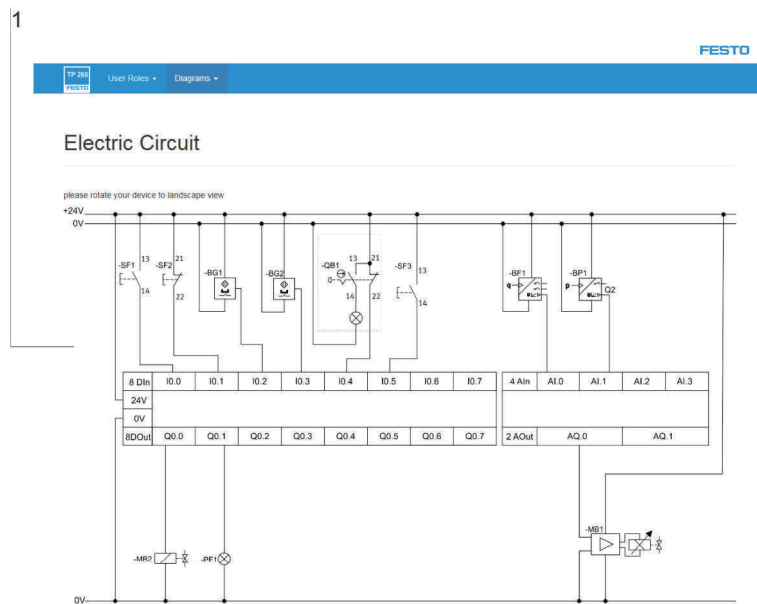 1
FESTO
TP 260
FESTO
User Roles
Diagrams
Electric Circuit
please rotate your device to landscape view
+24V
0V
-SF1 13 14
-SF2 21 22
-BG1
-BG2
-QB1 13 21 14 22
-SF3 13 14
-BF1 q
-BP1 p Q2
8 DIn I0.0 I0.1 I0.2 I0.3 I0.4 I0.5 I0.6 I0.7
24V
0V
8DOut Q0.0 Q0.1 Q0.2 Q0.3 Q0.4 Q0.5 Q0.6 Q0.7
4 AIn AI.0 AI.1 AI.2 AI.3
2 AOut AQ.0 AQ.1
-MB2
-PF1
-MB1
0V